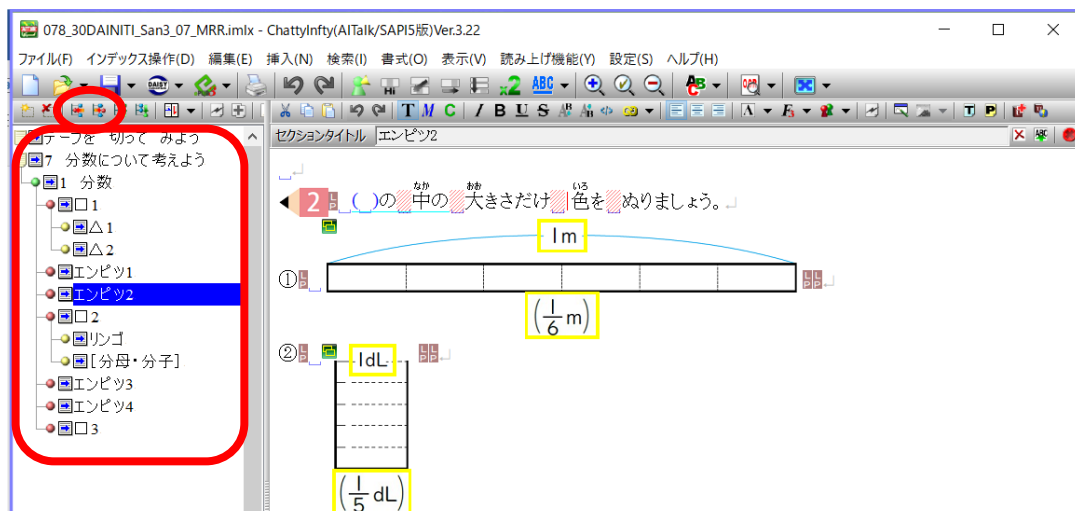 078_30DAINITI_San3_07_MRR.imlx - ChattyInfty(AITalk/SAPI5版)Ver.3.22
ファイル(F) インデックス操作(D) 編集(E) 挿入(N) 検索(I) 書式(O) 表示(V) 読み上げ機能(Y) 設定(S) ヘルプ(H)
DAISY Hi x2 ABC
T M C I B U S A T P
テープを 切って みよう
7 分数について考えよう
1 分数
□1
△1
△2
エンピツ1
エンピツ2
□2
リンゴ
[分母・分子]
エンピツ3
エンピツ4
□3
セクションタイトル エンピツ2
なか おお いろ
2 ( )の 中の 大きさだけ 色を ぬりましょう。
1m
①
(1/6 m)
②
1dL
(1/5 dL)